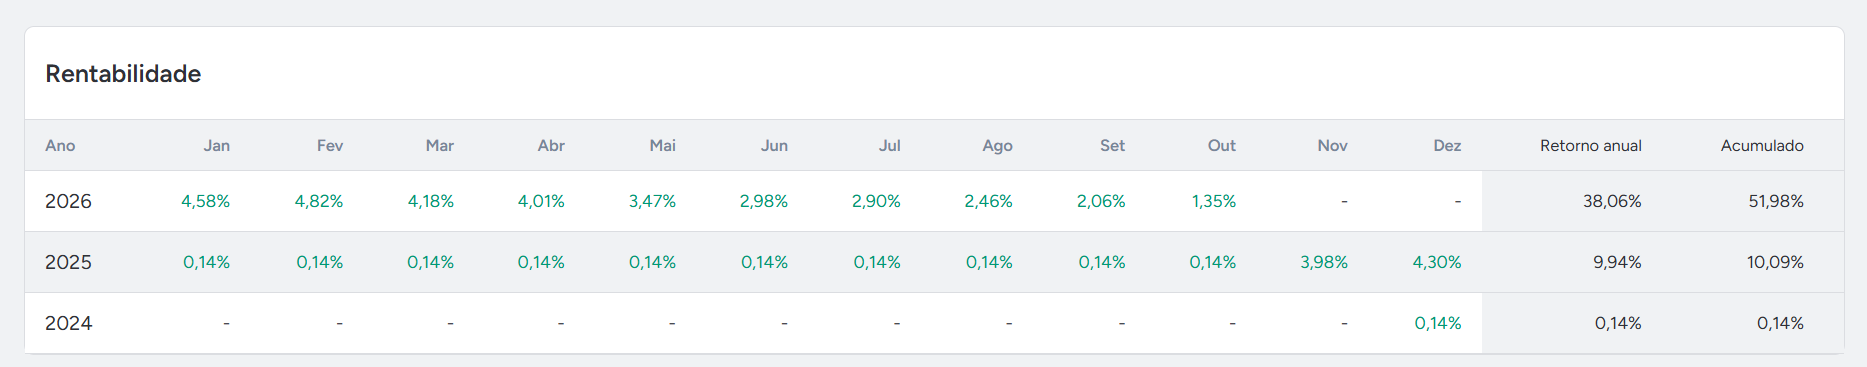 Rentabilidade
Ano Jan Fev Mar Abr Mai Jun Jul Ago Set Out Nov Dez Retorno anual Acumulado
2026 4,58% 4,82% 4,18% 4,01% 3,47% 2,98% 2,90% 2,46% 2,06% 1,35% - - 38,06% 51,98%
2025 0,14% 0,14% 0,14% 0,14% 0,14% 0,14% 0,14% 0,14% 0,14% 0,14% 3,98% 4,30% 9,94% 10,09%
2024 - - - - - - - - - - - 0,14% 0,14% 0,14%